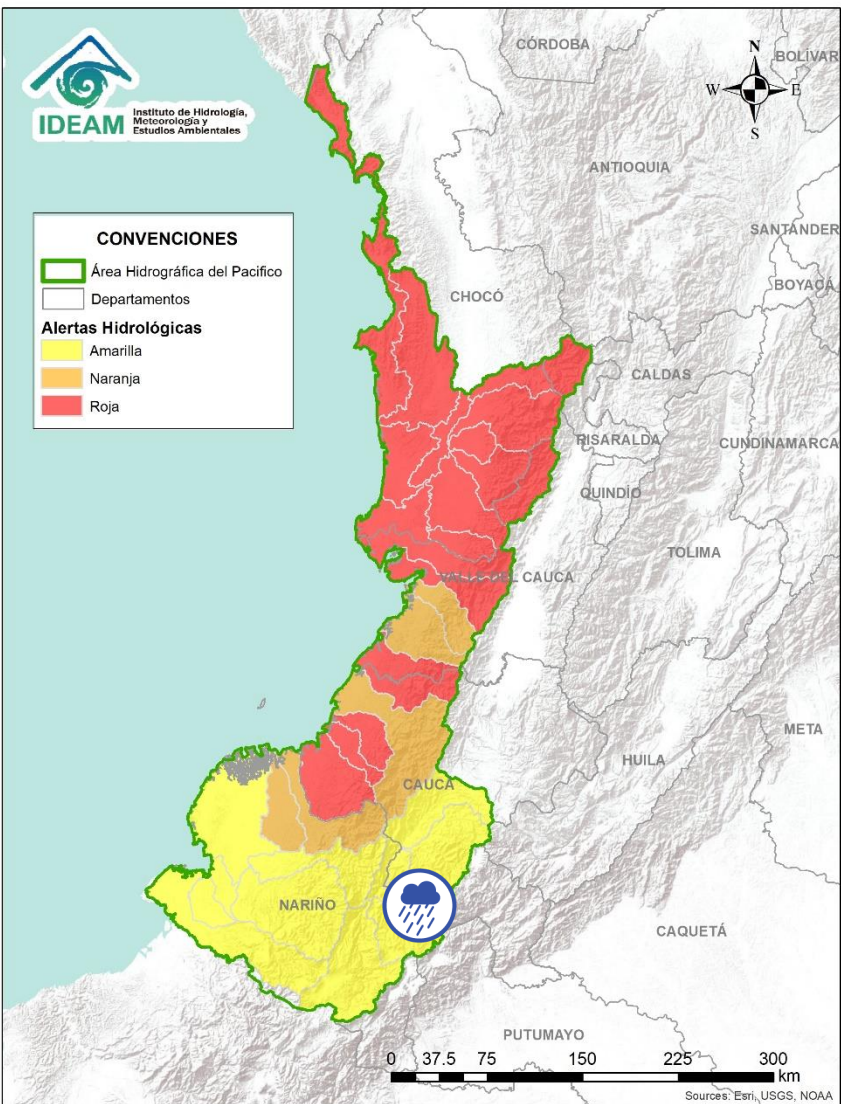 IDEAM
Instituto de Hidrología,
Meteorología y
Estudios Ambientales
CÓRDOBA
BOLÍVAR
N
W
E
S
ANTIOQUIA
SANTANDER
BOYACÁ
CONVENCIONES
Área Hidrográfica del Pacifico
Departamentos
Alertas Hidrológicas
Amarilla
Naranja
Roja
CHOCÓ
CALDAS
RISARALDA
CUNDINAMARCA
QUINDÍO
TOLIMA
VALLE DEL CAUCA
META
HUILA
CAUCA
NARIÑO
CAQUETÁ
PUTUMAYO
0 37.5 75 150 225 300
km
Sources: Esri, USGS, NOAA